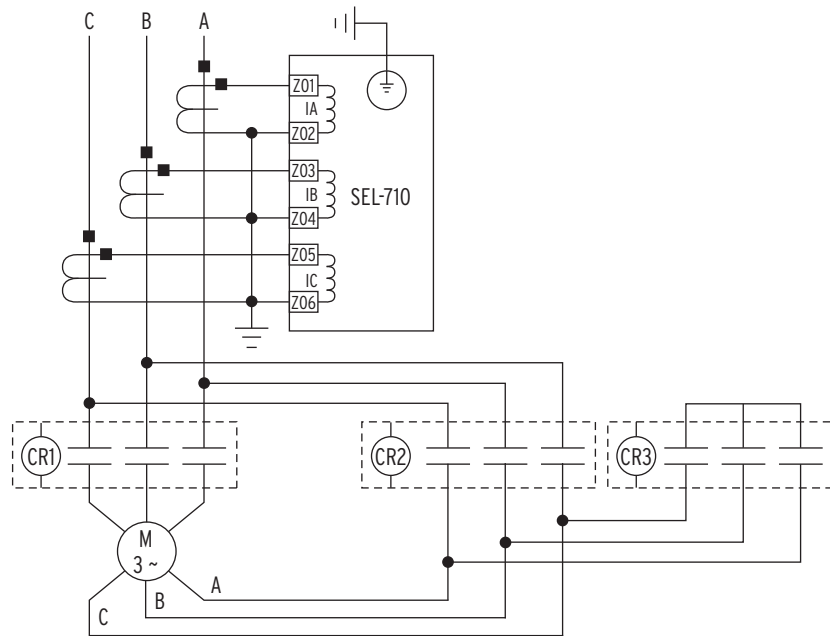 C B A
Z01
IA
Z02
Z03
IB
Z04
SEL-710
Z05
IC
Z06
CR1
CR2
CR3
M
3 ~
A
B
C